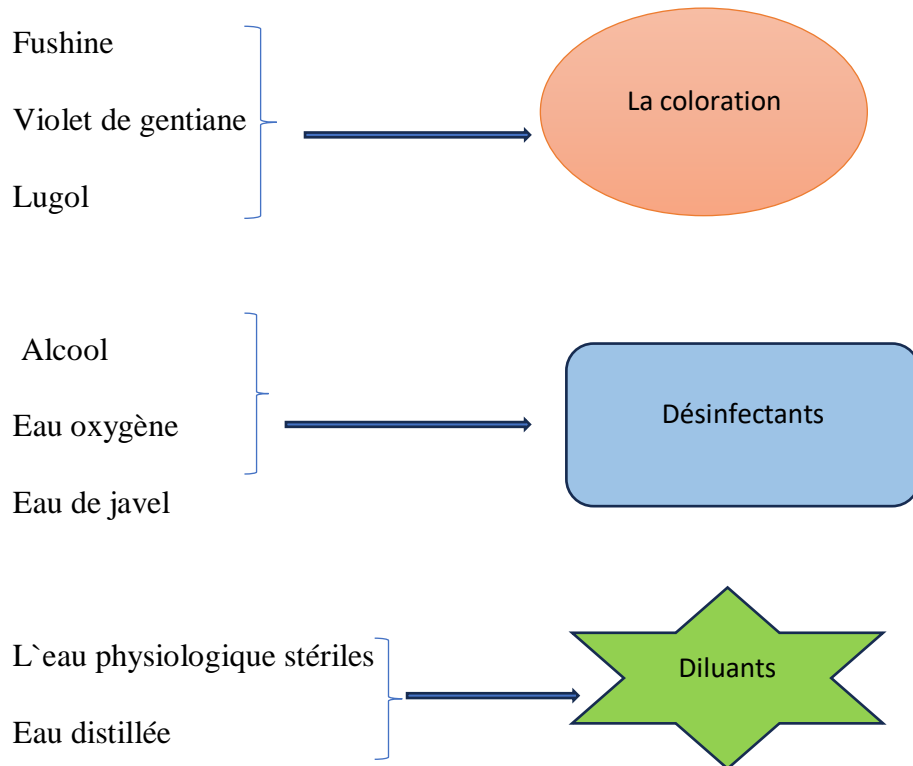 Fushine
La coloration
Violet de gentiane
Lugol
Alcool
Eau oxygène
Désinfectants
Eau de javel
L`eau physiologique stériles
Diluants
Eau distillée